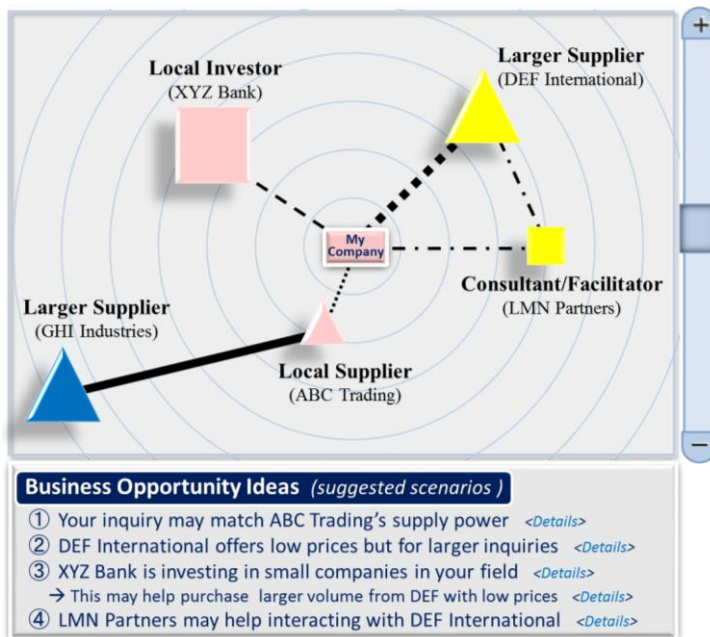 +
Local Investor
(XYZ Bank)
Larger Supplier
(DEF International)
My
Company
Consultant/Facilitator
(LMN Partners)
Larger Supplier
(GHI Industries)
Local Supplier
(ABC Trading)
−
Business Opportunity Ideas (suggested scenarios )
① Your inquiry may match ABC Trading's supply power <Details>
② DEF International offers low prices but for larger inquiries <Details>
③ XYZ Bank is investing in small companies in your field <Details>
→ This may help purchase larger volume from DEF with low prices <Details>
④ LMN Partners may help interacting with DEF International <Details>